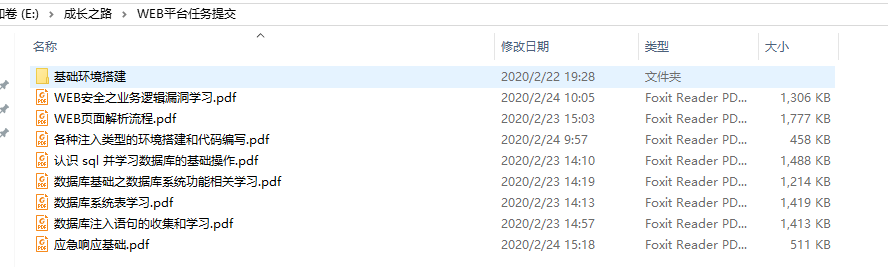 卷 (E:) > 成长之路 > WEB平台任务提交
名称 修改日期 类型 大小
基础环境搭建 2020/2/22 19:28 文件夹
WEB安全之业务逻辑漏洞学习.pdf 2020/2/24 10:05 Foxit Reader PD... 1,306 KB
WEB页面解析流程.pdf 2020/2/23 15:03 Foxit Reader PD... 1,777 KB
各种注入类型的环境搭建和代码编写.pdf 2020/2/24 9:57 Foxit Reader PD... 458 KB
认识 sql 并学习数据库的基础操作.pdf 2020/2/23 14:10 Foxit Reader PD... 1,488 KB
数据库基础之数据库系统功能相关学习.pdf 2020/2/23 14:19 Foxit Reader PD... 1,214 KB
数据库系统表学习.pdf 2020/2/23 14:13 Foxit Reader PD... 1,419 KB
数据库注入语句的收集和学习.pdf 2020/2/23 14:57 Foxit Reader PD... 1,413 KB
应急响应基础.pdf 2020/2/24 15:18 Foxit Reader PD... 511 KB